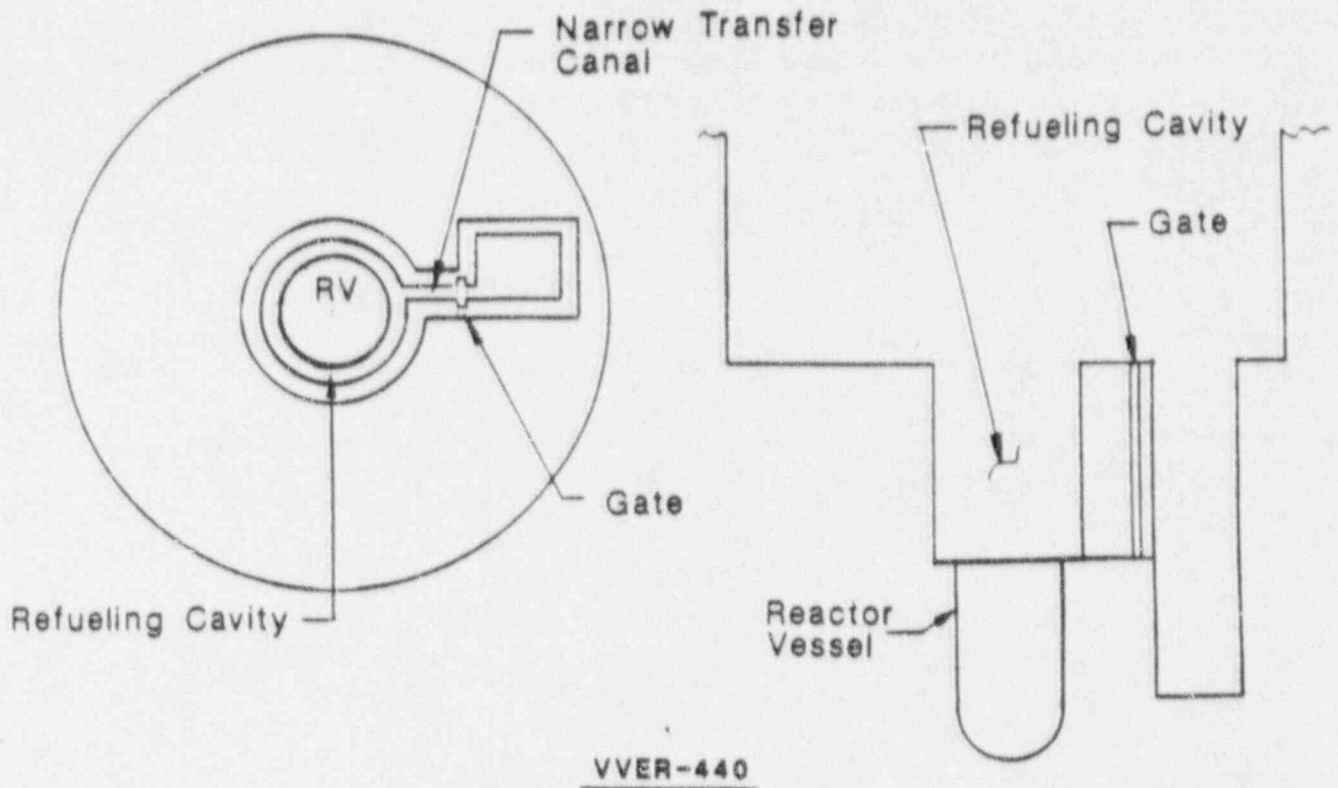 Narrow Transfer
Canal
RV
Gate
Refueling Cavity
Refueling Cavity
Gate
Reactor
Vessel
VVER-440